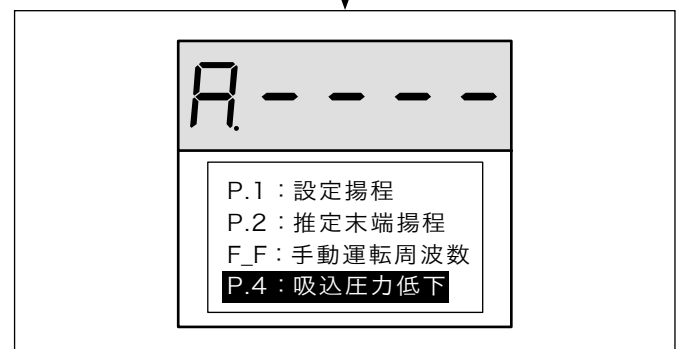 A.----
P.1：設定揚程
P.2：推定末端揚程
F_F：手動運転周波数
P.4：吸込圧力低下